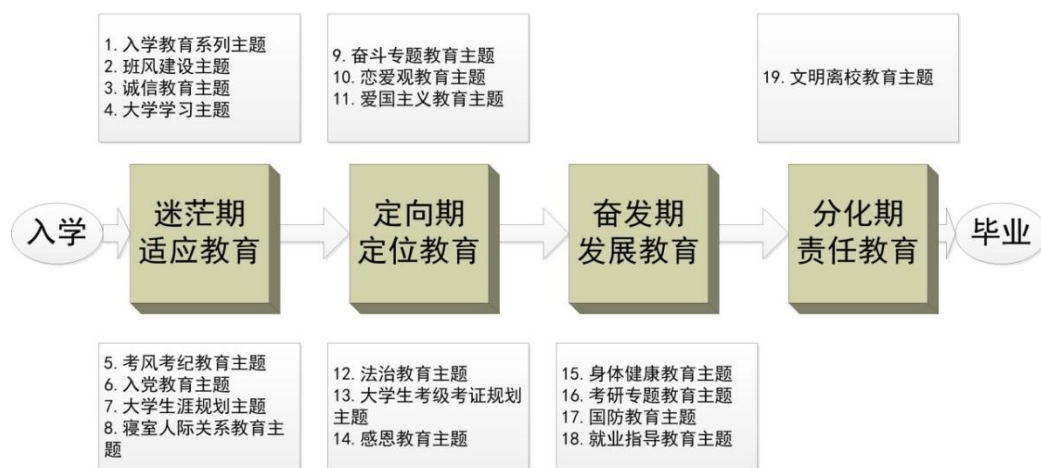 1. 入学教育系列主题
2. 班风建设主题
3. 诚信教育主题
4. 大学学习主题
9. 奋斗专题教育主题
10. 恋爱观教育主题
11. 爱国主义教育主题
19. 文明离校教育主题
入学
迷茫期
适应教育
定向期
定位教育
奋发期
发展教育
分化期
责任教育
毕业
5. 考风考纪教育主题
6. 入党教育主题
7. 大学生涯规划主题
8. 寝室人际关系教育主
题
12. 法治教育主题
13. 大学生考级考证规划
主题
14. 感恩教育主题
15. 身体健康教育主题
16. 考研专题教育主题
17. 国防教育主题
18. 就业指导教育主题